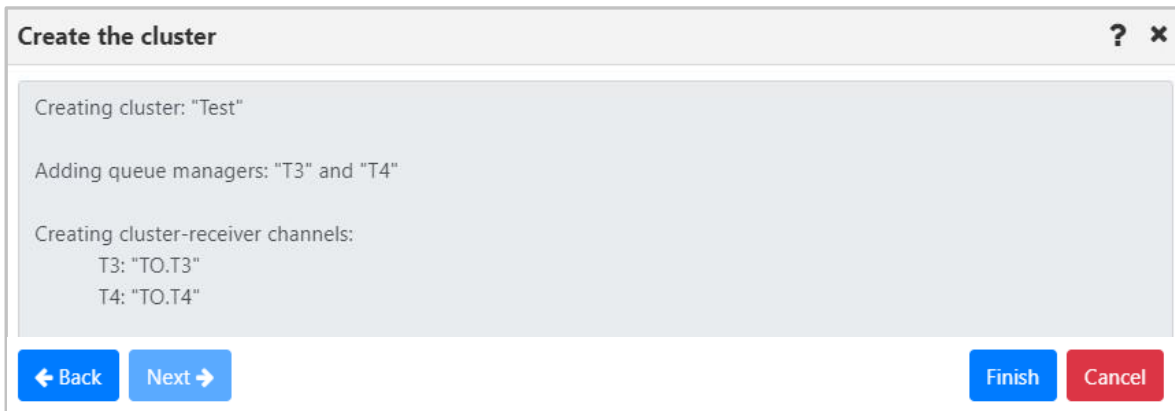 Create the cluster ? ×
Creating cluster: "Test"
Adding queue managers: "T3" and "T4"
Creating cluster-receiver channels:
T3: "TO.T3"
T4: "TO.T4"
← Back Next → Finish Cancel